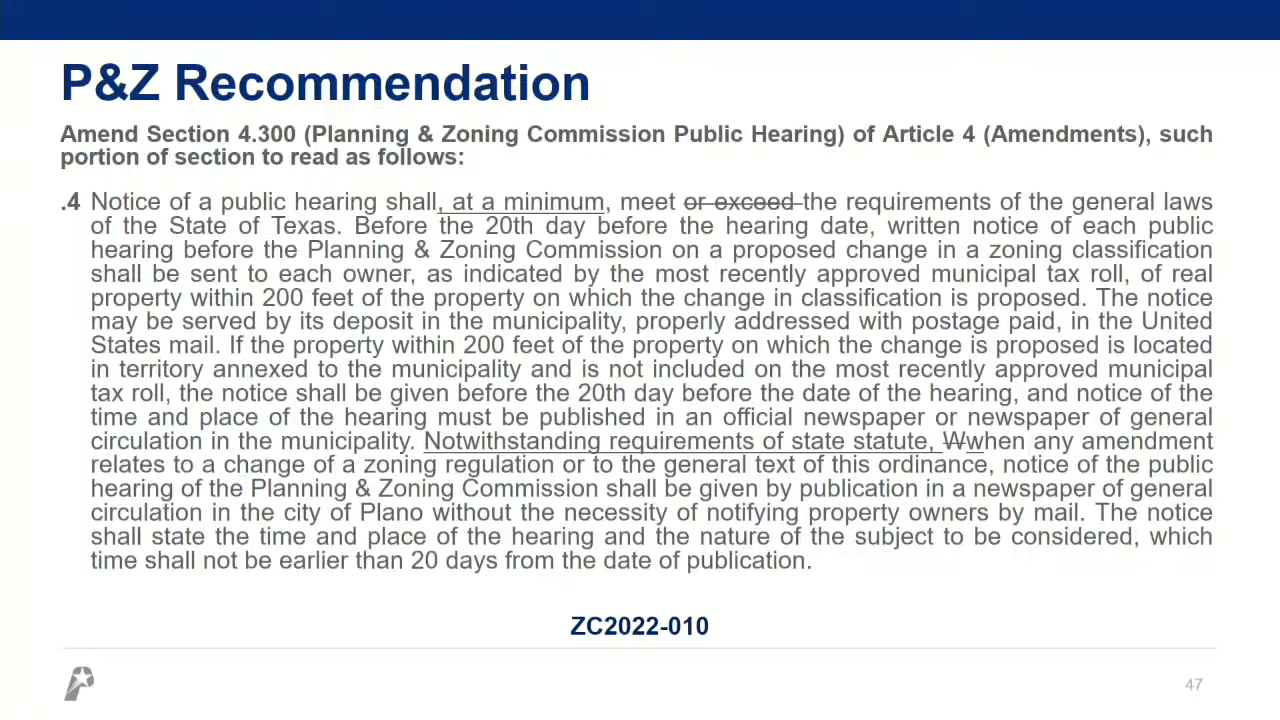 P&Z Recommendation
Amend Section 4.300 (Planning & Zoning Commission Public Hearing) of Article 4 (Amendments), such
portion of section to read as follows:
.4 Notice of a public hearing shall, at a minimum, meet or exceed the requirements of the general laws
of the State of Texas. Before the 20th day before the hearing date, written notice of each public
hearing before the Planning & Zoning Commission on a proposed change in a zoning classification
shall be sent to each owner, as indicated by the most recently approved municipal tax roll, of real
property within 200 feet of the property on which the change in classification is proposed. The notice
may be served by its deposit in the municipality, properly addressed with postage paid, in the United
States mail. If the property within 200 feet of the property on which the change is proposed is located
in territory annexed to the municipality and is not included on the most recently approved municipal
tax roll, the notice shall be given before the 20th day before the date of the hearing, and notice of the
time and place of the hearing must be published in an official newspaper or newspaper of general
circulation in the municipality. Notwithstanding requirements of state statute, Wwhen any amendment
relates to a change of a zoning regulation or to the general text of this ordinance, notice of the public
hearing of the Planning & Zoning Commission shall be given by publication in a newspaper of general
circulation in the city of Plano without the necessity of notifying property owners by mail. The notice
shall state the time and place of the hearing and the nature of the subject to be considered, which
time shall not be earlier than 20 days from the date of publication.
ZC2022-010
47